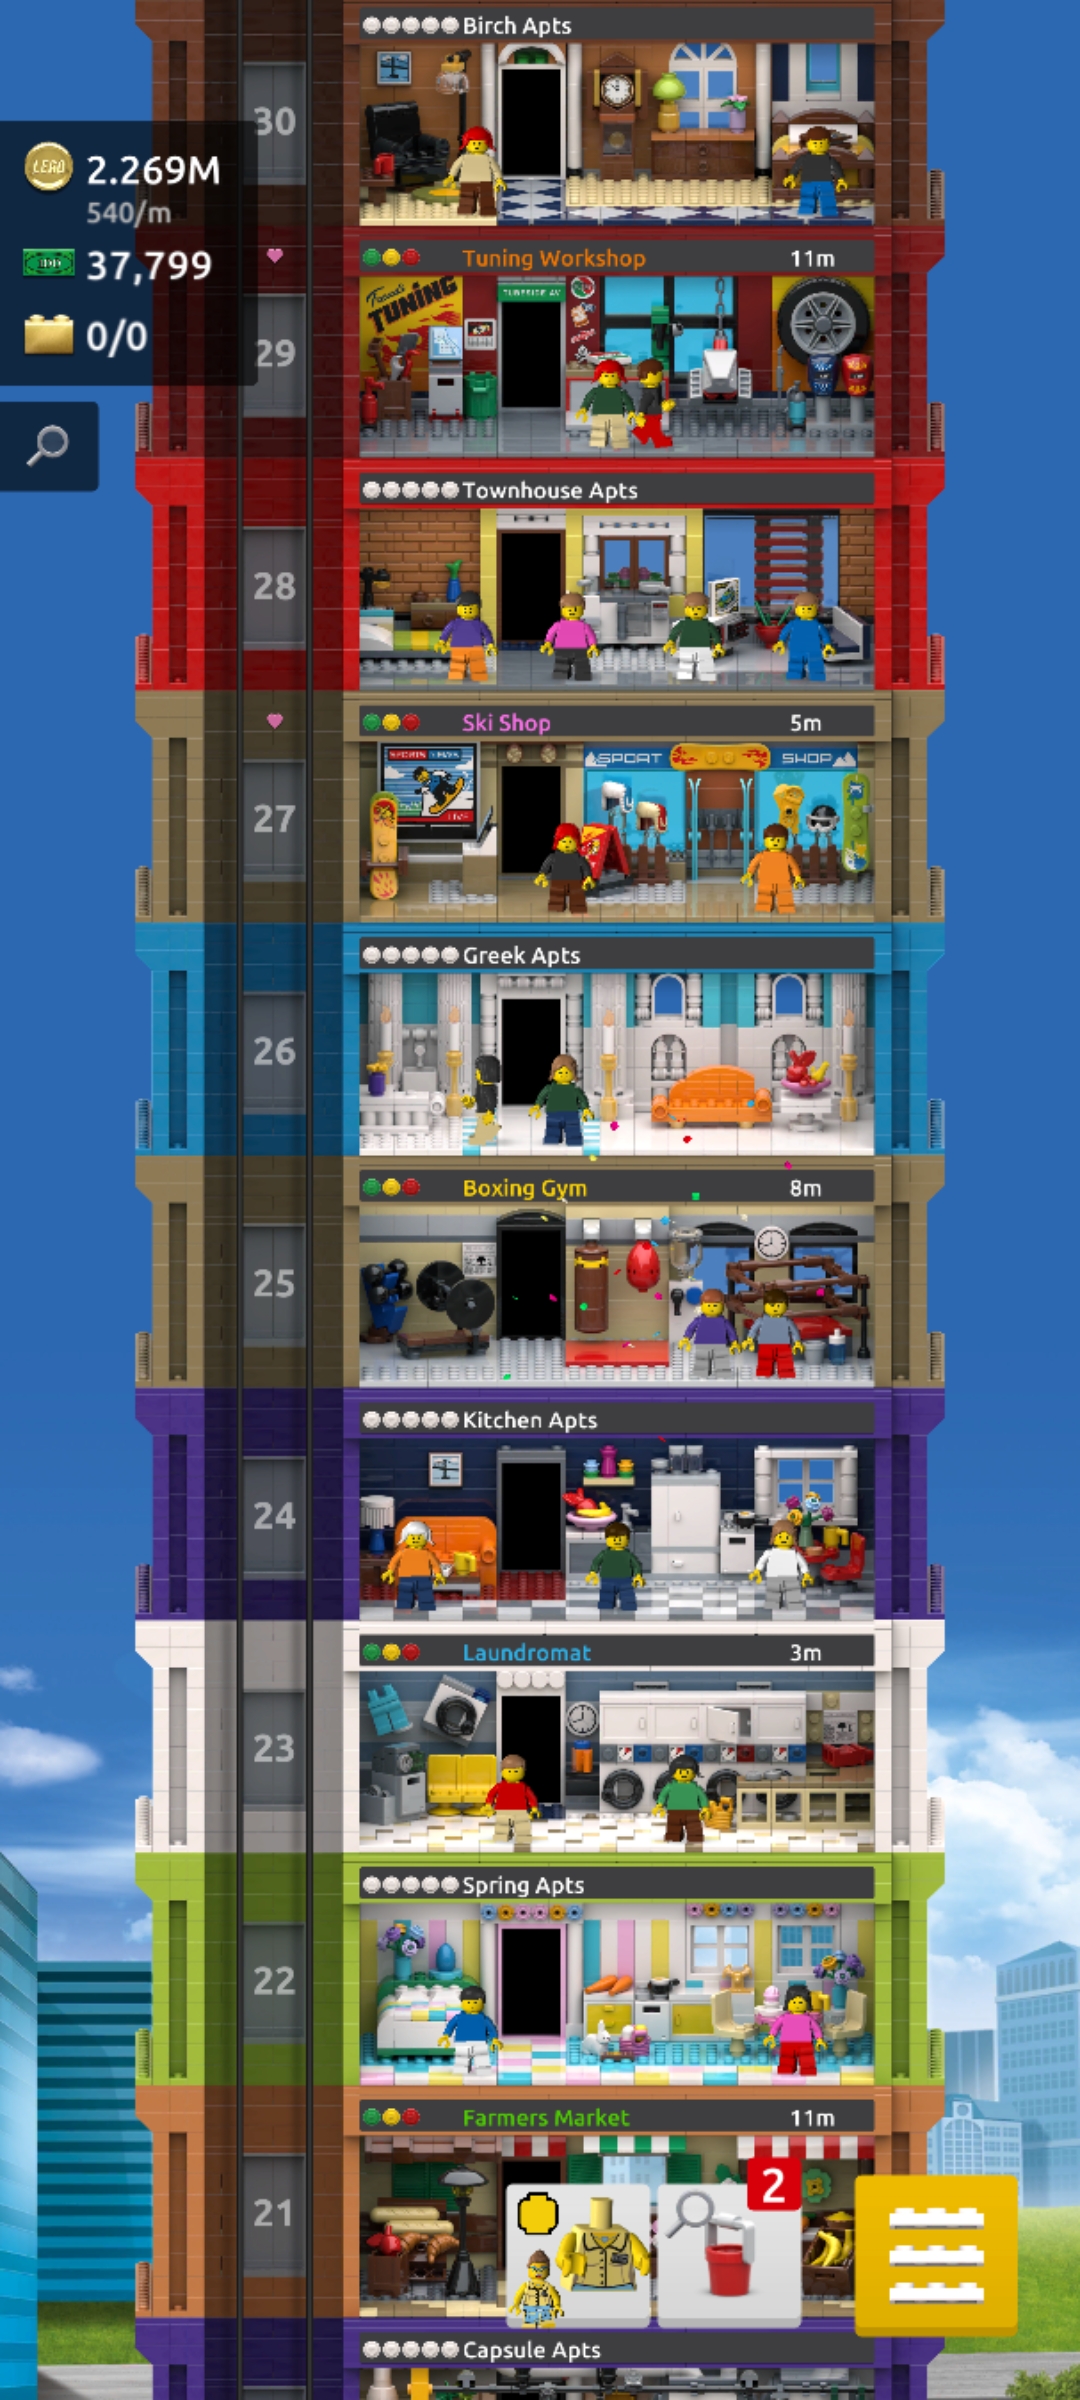 Birch Apts
30
LEGO
2.269M
540/m
37,799
0/0
Tuning Workshop
11m
TUNING
29
Townhouse Apts
28
Ski Shop
5m
SPORT SHOP
LIVE
27
Greek Apts
26
Boxing Gym
8m
25
Kitchen Apts
24
Laundromat
3m
23
Spring Apts
22
Farmers Market
11m
2
21
Capsule Apts